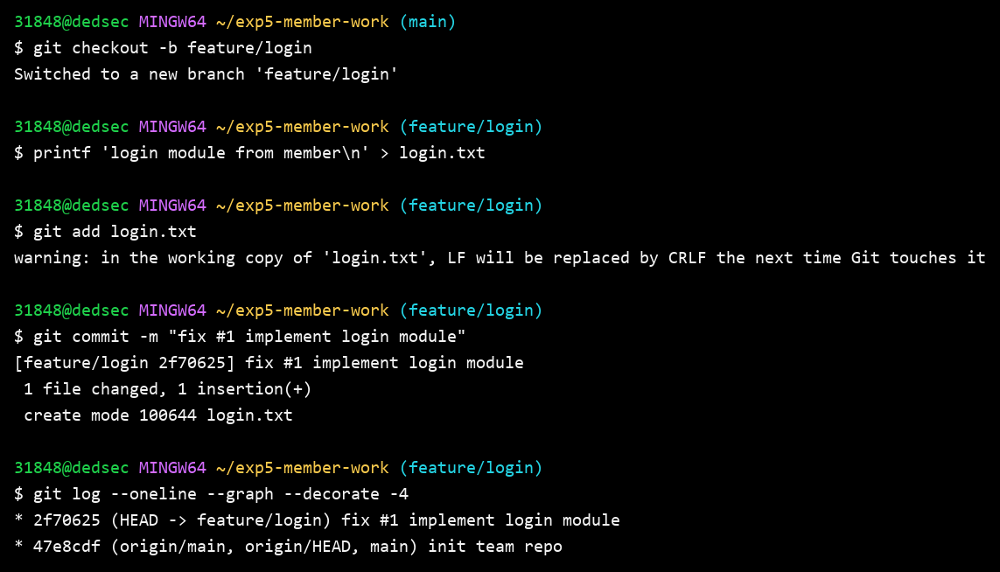 31848@dedsec MINGW64 ~/exp5-member-work (main)
$ git checkout -b feature/login
Switched to a new branch 'feature/login'
31848@dedsec MINGW64 ~/exp5-member-work (feature/login)
$ printf 'login module from member\n' > login.txt
31848@dedsec MINGW64 ~/exp5-member-work (feature/login)
$ git add login.txt
warning: in the working copy of 'login.txt', LF will be replaced by CRLF the next time Git touches it
31848@dedsec MINGW64 ~/exp5-member-work (feature/login)
$ git commit -m "fix #1 implement login module"
[feature/login 2f70625] fix #1 implement login module
 1 file changed, 1 insertion(+)
 create mode 100644 login.txt
31848@dedsec MINGW64 ~/exp5-member-work (feature/login)
$ git log --oneline --graph --decorate -4
* 2f70625 (HEAD -> feature/login) fix #1 implement login module
* 47e8cdf (origin/main, origin/HEAD, main) init team repo